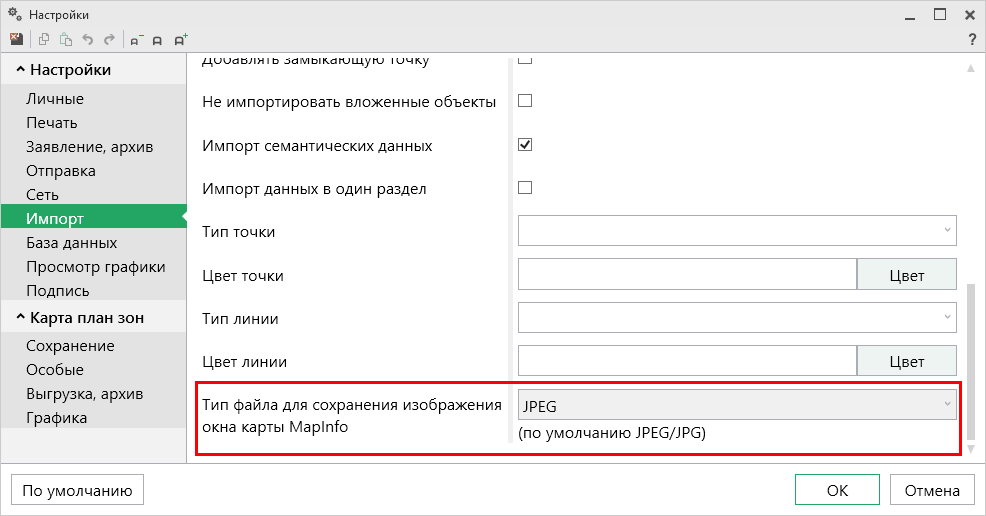 Настройки
?
Настройки
Личные
Печать
Заявление, архив
Отправка
Сеть
Импорт
База данных
Просмотр графики
Подпись
Карта план зон
Сохранение
Особые
Выгрузка, архив
Графика
Добавлять замыкающую точку
Не импортировать вложенные объекты
Импорт семантических данных
Импорт данных в один раздел
Тип точки
Цвет точки
Цвет
Тип линии
Цвет линии
Цвет
Тип файла для сохранения изображения
окна карты MapInfo
JPEG
(по умолчанию JPEG/JPG)
По умолчанию
OK
Отмена